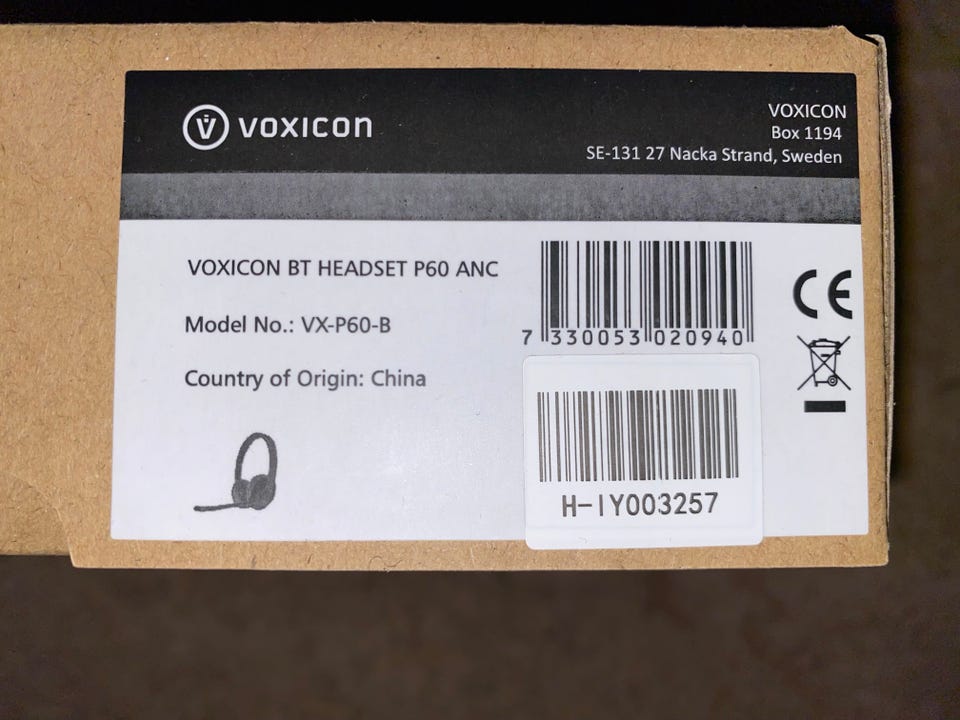 VOXICON
VOXICON
Box 1194
SE-131 27 Nacka Strand, Sweden
VOXICON BT HEADSET P60 ANC
Model No.: VX-P60-B
Country of Origin: China
7 330053 020940
CE
H-IY003257